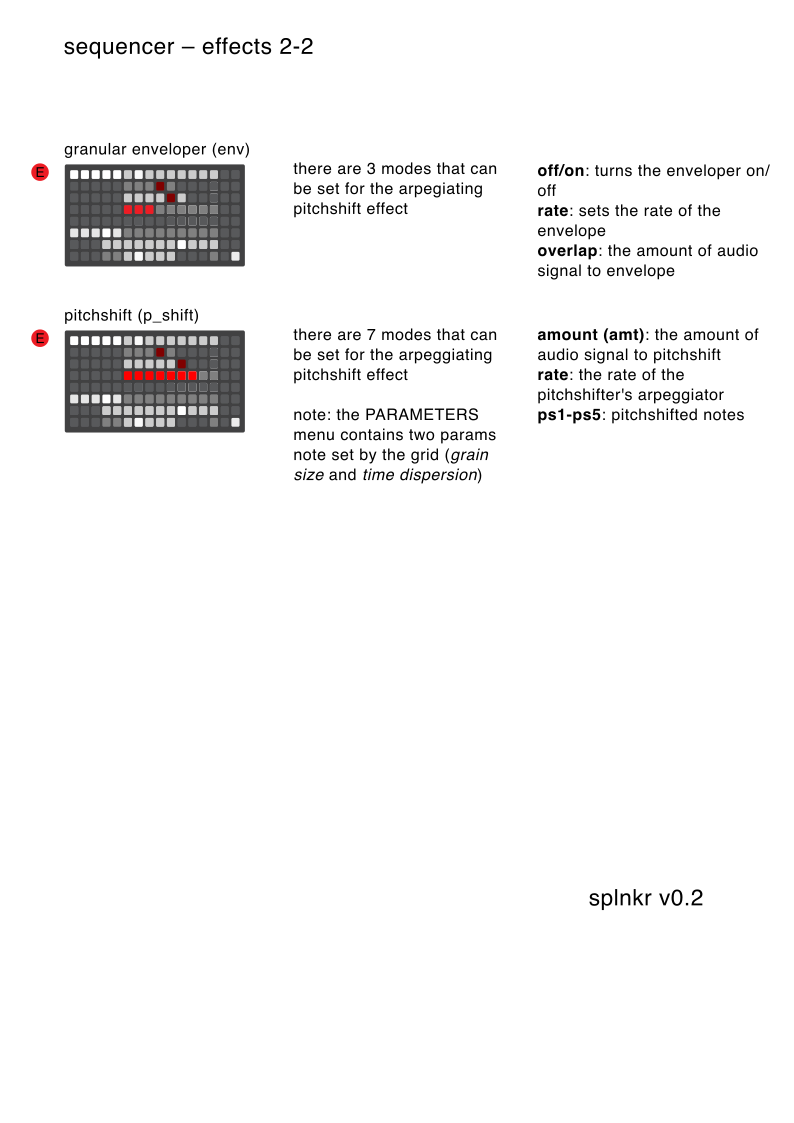 sequencer – effects 2-2
granular enveloper (env)
E
there are 3 modes that can
be set for the arpegiating
pitchshift effect
off/on: turns the enveloper on/
off
rate: sets the rate of the
envelope
overlap: the amount of audio
signal to envelope
pitchshift (p_shift)
E
there are 7 modes that can
be set for the arpeggiating
pitchshift effect
note: the PARAMETERS
menu contains two params
note set by the grid (grain
size and time dispersion)
amount (amt): the amount of
audio signal to pitchshift
rate: the rate of the
pitchshifter's arpeggiator
ps1-ps5: pitchshifted notes
splnkr v0.2